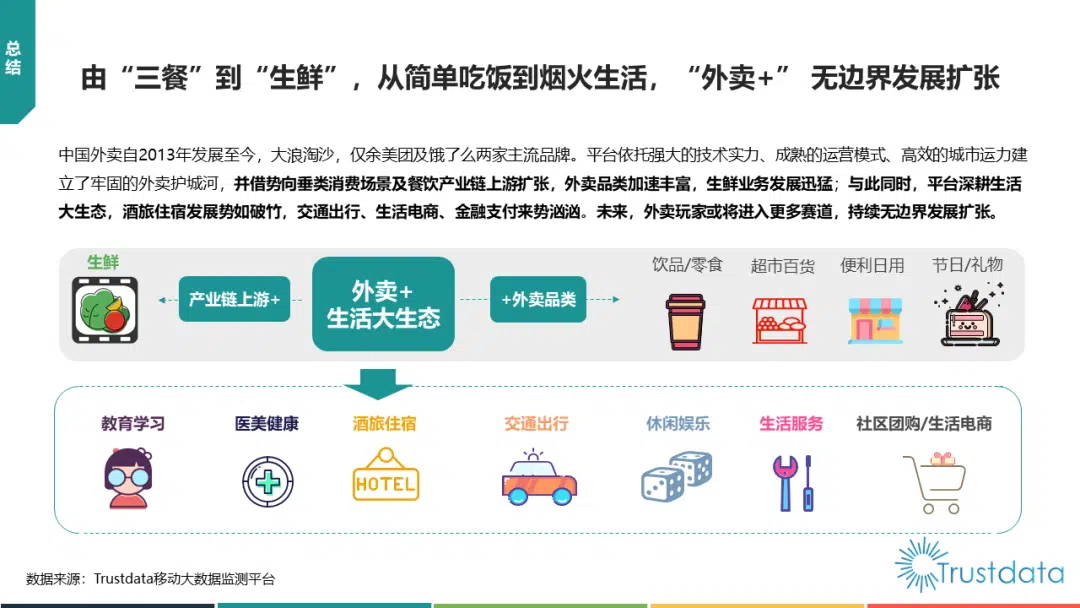 总结
由“三餐”到“生鲜”，从简单吃饭到烟火生活，“外卖+” 无边界发展扩张
中国外卖自2013年发展至今，大浪淘沙，仅余美团及饿了么两家主流品牌。平台依托强大的技术实力、成熟的运营模式、高效的城市运力建
立了牢固的外卖护城河，并借势向垂类消费场景及餐饮产业链上游扩张，外卖品类加速丰富，生鲜业务发展迅猛；与此同时，平台深耕生活
大生态，酒旅住宿发展势如破竹，交通出行、生活电商、金融支付来势汹汹。未来，外卖玩家或将进入更多赛道，持续无边界发展扩张。
生鲜
产业链上游+
外卖+
生活大生态
+外卖品类
饮品/零食
超市百货
便利日用
节日/礼物
教育学习
医美健康
酒旅住宿
交通出行
休闲娱乐
生活服务
社区团购/生活电商
HOTEL
数据来源：Trustdata移动大数据监测平台
Trustdata